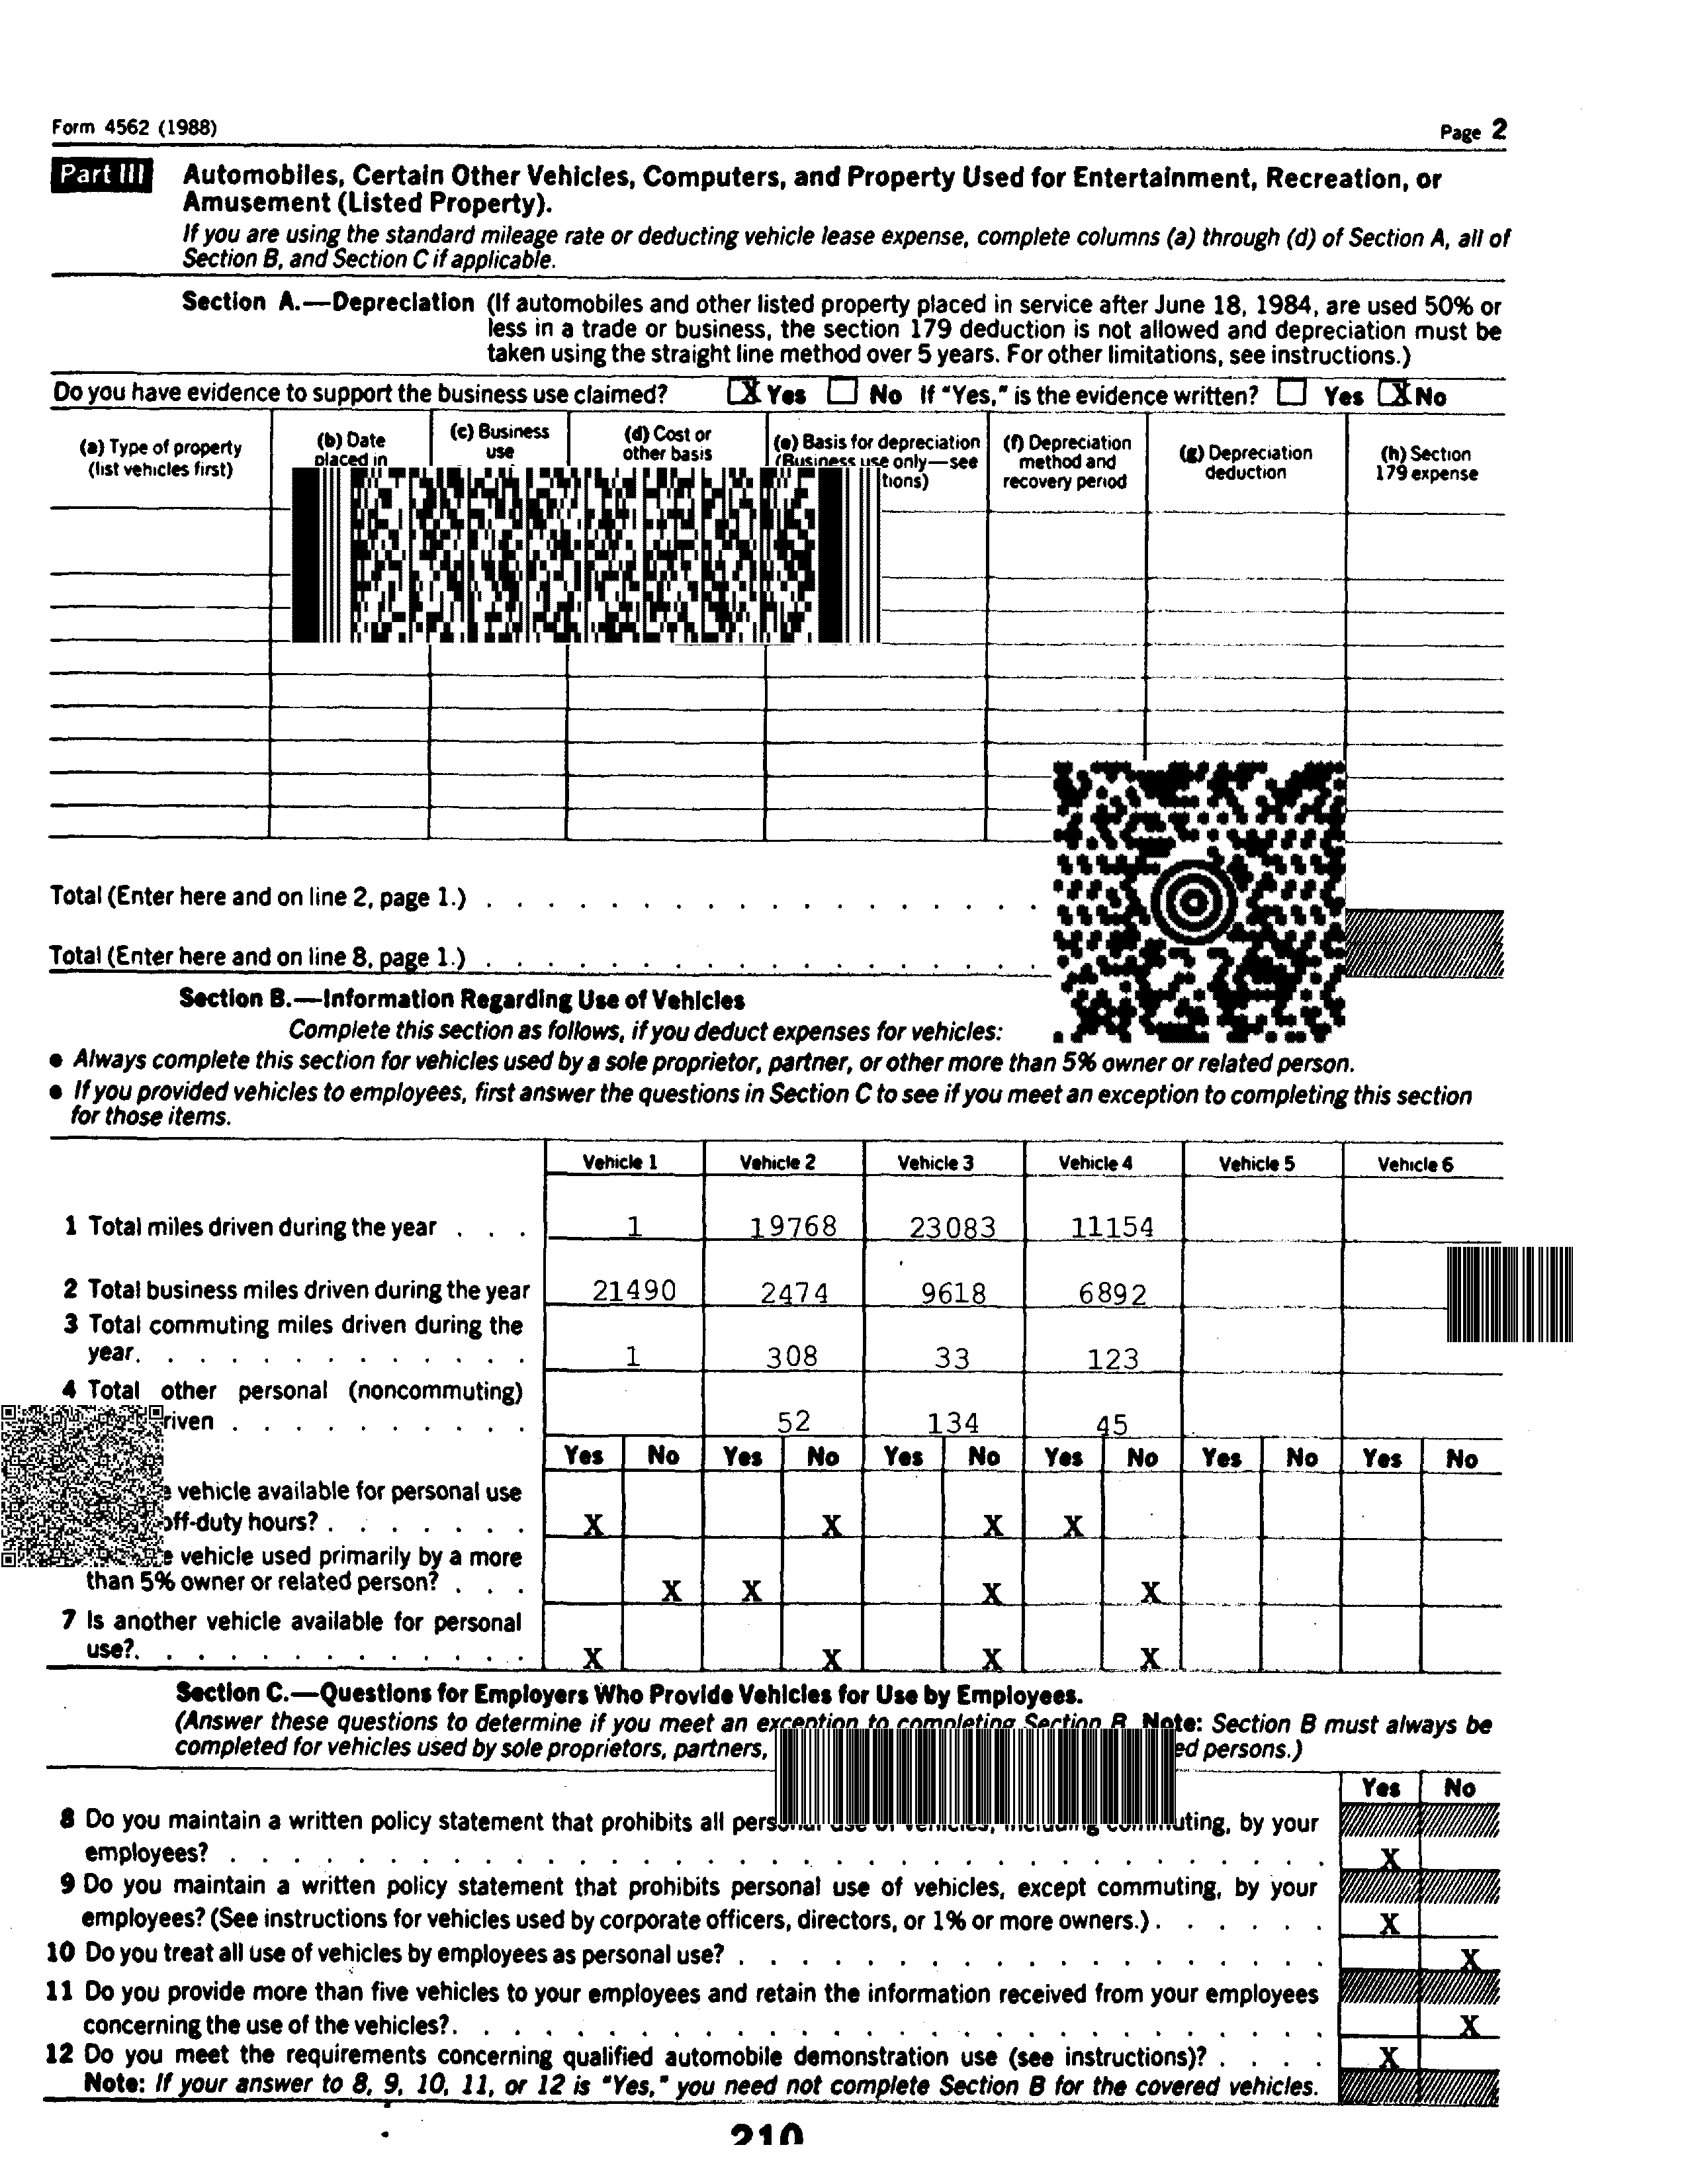 Form 4562 (1988) Page 2
Part III Automobiles, Certain Other Vehicles, Computers, and Property Used for Entertainment, Recreation, or
Amusement (Listed Property).
If you are using the standard mileage rate or deducting vehicle lease expense, complete columns (a) through (d) of Section A, all of
Section B, and Section C if applicable.
Section A.—Depreciation (If automobiles and other listed property placed in service after June 18, 1984, are used 50% or
less in a trade or business, the section 179 deduction is not allowed and depreciation must be
taken using the straight line method over 5 years. For other limitations, see instructions.)
Do you have evidence to support the business use claimed? X Yes No If "Yes," is the evidence written? Yes X No
(a) Type of property
(list vehicles first)
(b) Date
placed in
(c) Business
use
(d) Cost or
other basis
(e) Basis for depreciation
(Business use only—see
tions)
(f) Depreciation
method and
recovery period
(g) Depreciation
deduction
(h) Section
179 expense
Total (Enter here and on line 2, page 1.) . . . . . . . . . . . . . . . . . .
Total (Enter here and on line 8, page 1.) . . . . . . . . . . . . . . . . . .
Section B.—Information Regarding Use of Vehicles
Complete this section as follows, if you deduct expenses for vehicles:
● Always complete this section for vehicles used by a sole proprietor, partner, or other more than 5% owner or related person.
● If you provided vehicles to employees, first answer the questions in Section C to see if you meet an exception to completing this section
for those items.
Vehicle 1 Vehicle 2 Vehicle 3 Vehicle 4 Vehicle 5 Vehicle 6
1 Total miles driven during the year . . . 1 19768 23083 11154
2 Total business miles driven during the year 21490 2474 9618 6892
3 Total commuting miles driven during the
year. . . . . . . . . . . . . . 1 308 33 123
4 Total other personal (noncommuting)
riven . . . . . . . . . . 52 134 45
Yes No Yes No Yes No Yes No Yes No Yes No
vehicle available for personal use
off-duty hours? . . . . . . . X X X X
vehicle used primarily by a more
than 5% owner or related person? . . . X X X X
7 Is another vehicle available for personal
use?. . . . . . . . . . . . . X X X X
Section C.—Questions for Employers Who Provide Vehicles for Use by Employees.
(Answer these questions to determine if you meet an exception to completing Section B. Note: Section B must always be
completed for vehicles used by sole proprietors, partners, ed persons.)
Yes No
8 Do you maintain a written policy statement that prohibits all personal use of vehicles, including commuting, by your
employees? . . . . . . . . . . . . . . . . . . . . . . . . . . . . . . X
9 Do you maintain a written policy statement that prohibits personal use of vehicles, except commuting, by your
employees? (See instructions for vehicles used by corporate officers, directors, or 1% or more owners.) . . . . . . X
10 Do you treat all use of vehicles by employees as personal use? . . . . . . . . . . . . . . . . X
11 Do you provide more than five vehicles to your employees and retain the information received from your employees
concerning the use of the vehicles?. . . . . . . . . . . . . . . . . . . . . . . . X
12 Do you meet the requirements concerning qualified automobile demonstration use (see instructions)? . . . . X
Note: If your answer to 8, 9, 10, 11, or 12 is "Yes," you need not complete Section B for the covered vehicles.
210